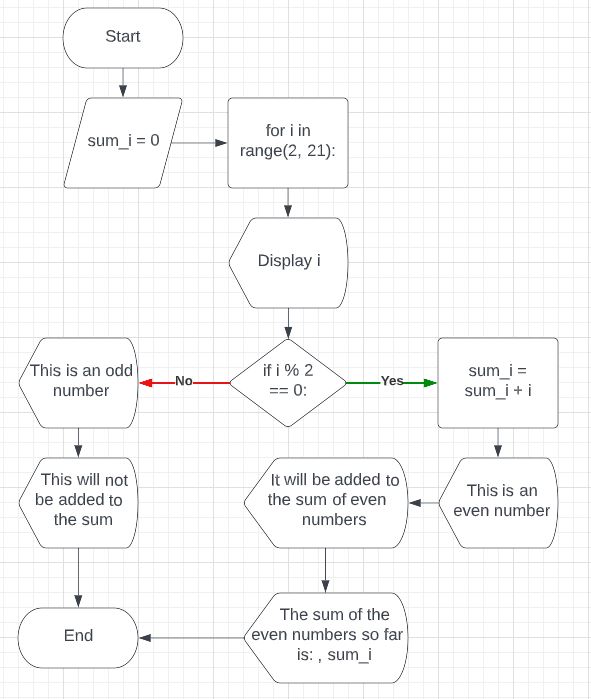 Start
sum_i = 0
for i in
range(2, 21):
Display i
if i % 2
== 0:
No
Yes
This is an odd
number
sum_i =
sum_i + i
This will not
be added to
the sum
It will be added to
the sum of even
numbers
This is an
even number
The sum of the
even numbers so far
is: , sum_i
End